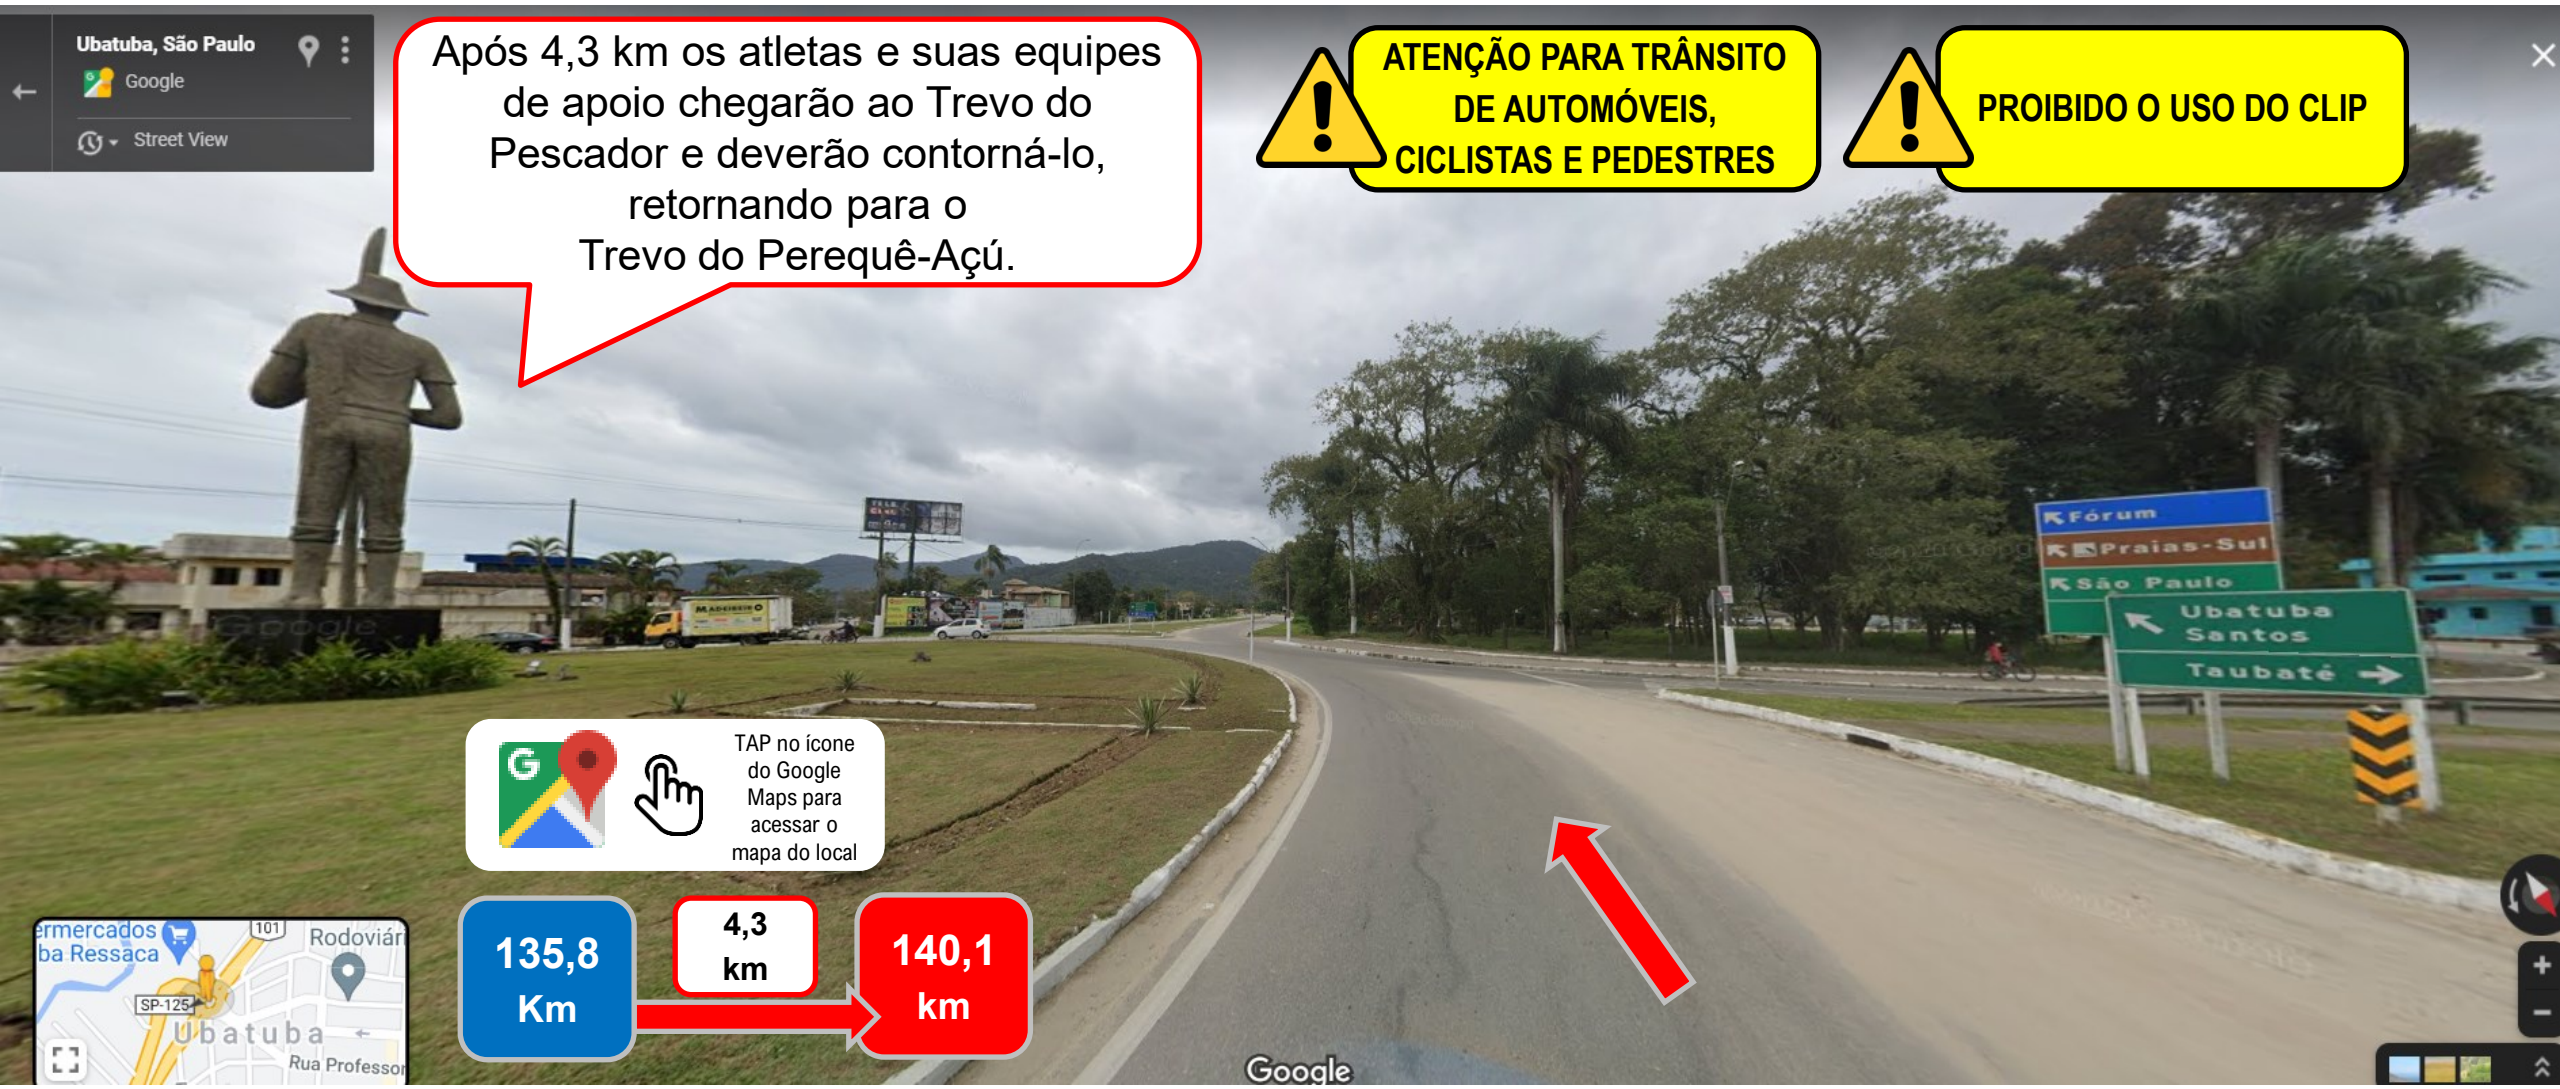 Ubatuba, São Paulo
Google
Street View
Após 4,3 km os atletas e suas equipes
de apoio chegarão ao Trevo do
Pescador e deverão contorná-lo,
retornando para o
Trevo do Perequê-Açú.
ATENÇÃO PARA TRÂNSITO
DE AUTOMÓVEIS,
CICLISTAS E PEDESTRES
PROIBIDO O USO DO CLIP
Fórum
Praias-Sul
São Paulo
Ubatuba
Santos
Taubaté
MADEIREIRO
Google
G
TAP no ícone
do Google
Maps para
acessar o
mapa do local
135,8
Km
4,3
km
140,1
km
ermercados
ba Ressaca
101
Rodoviári
SP-125
Ubatuba
Rua Professor
Google